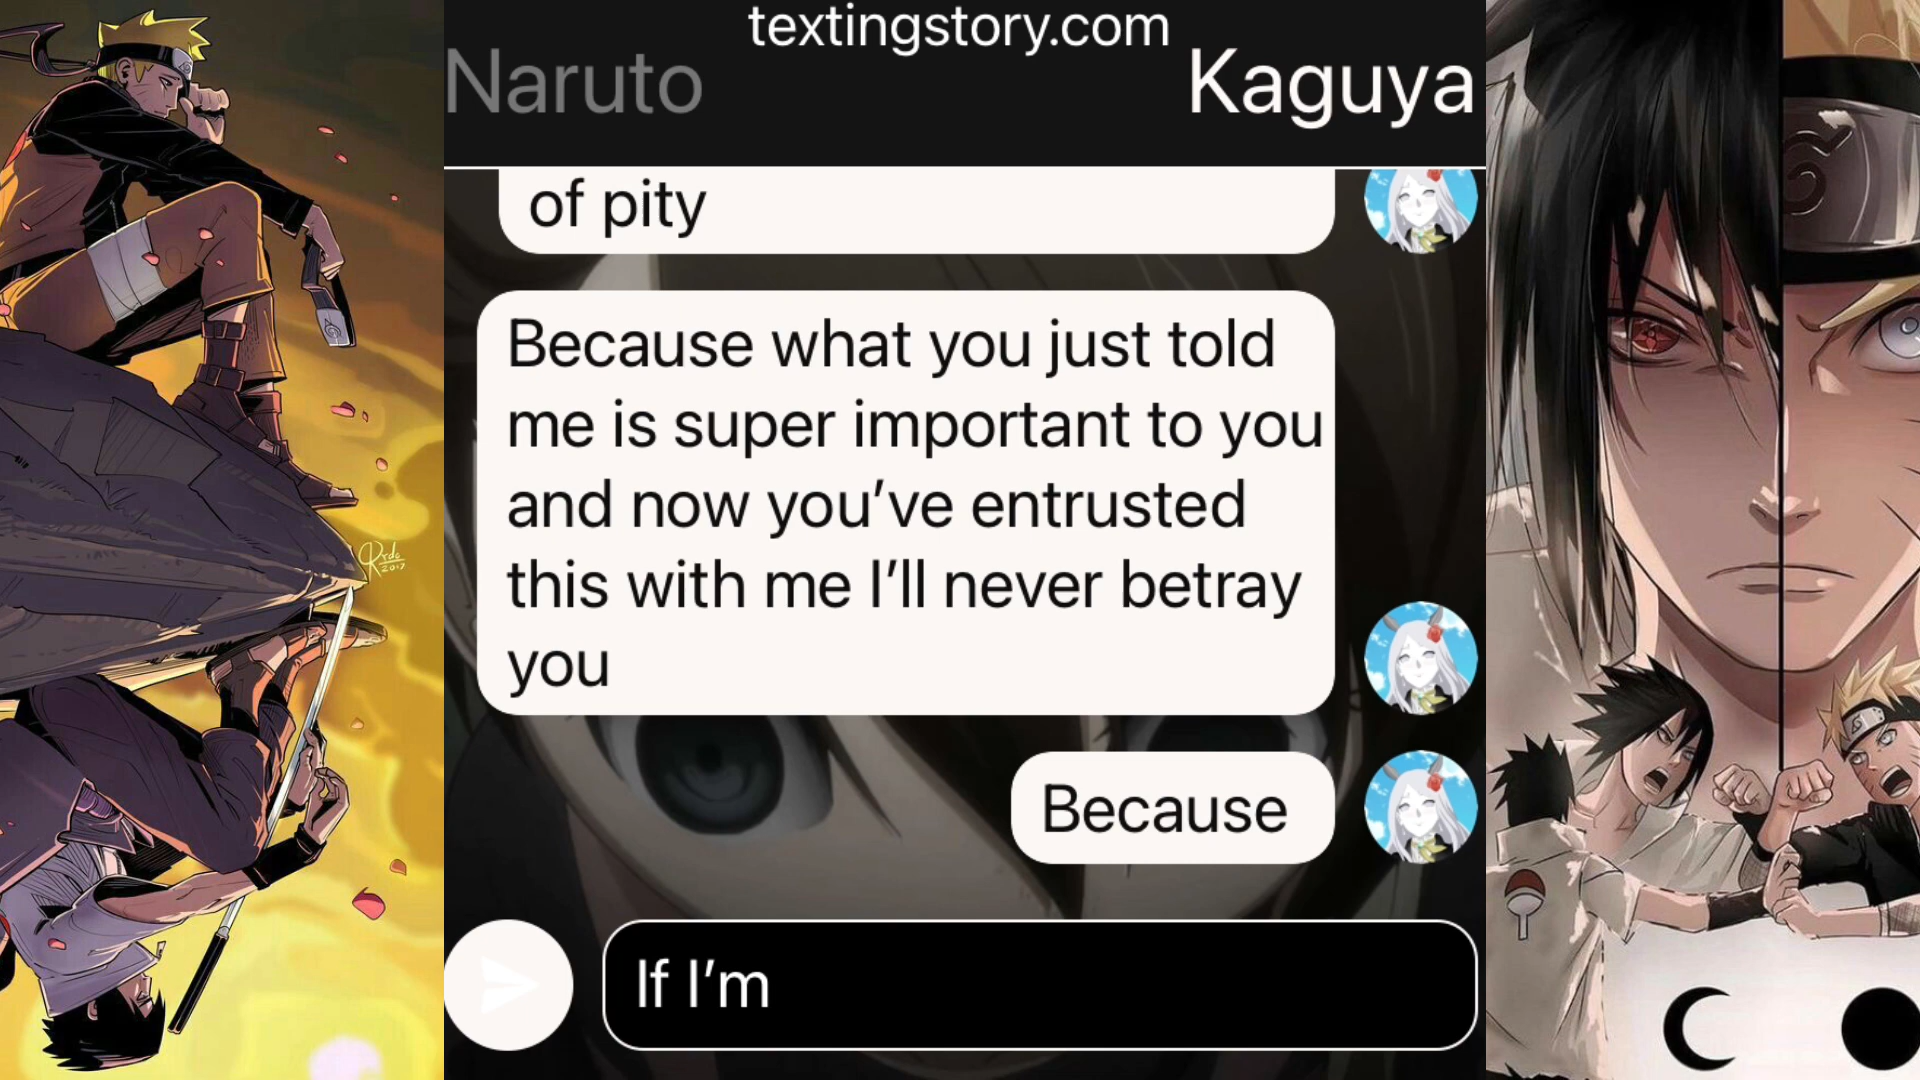 textingstory.com
Naruto
Kaguya
of pity
Because what you just told
me is super important to you
and now you’ve entrusted
this with me I’ll never betray
you
Because
If I’m
2017